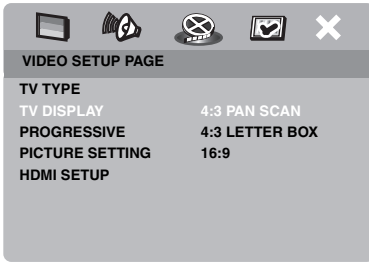 VIDEO SETUP PAGE
TV TYPE
TV DISPLAY 4:3 PAN SCAN
PROGRESSIVE 4:3 LETTER BOX
PICTURE SETTING 16:9
HDMI SETUP